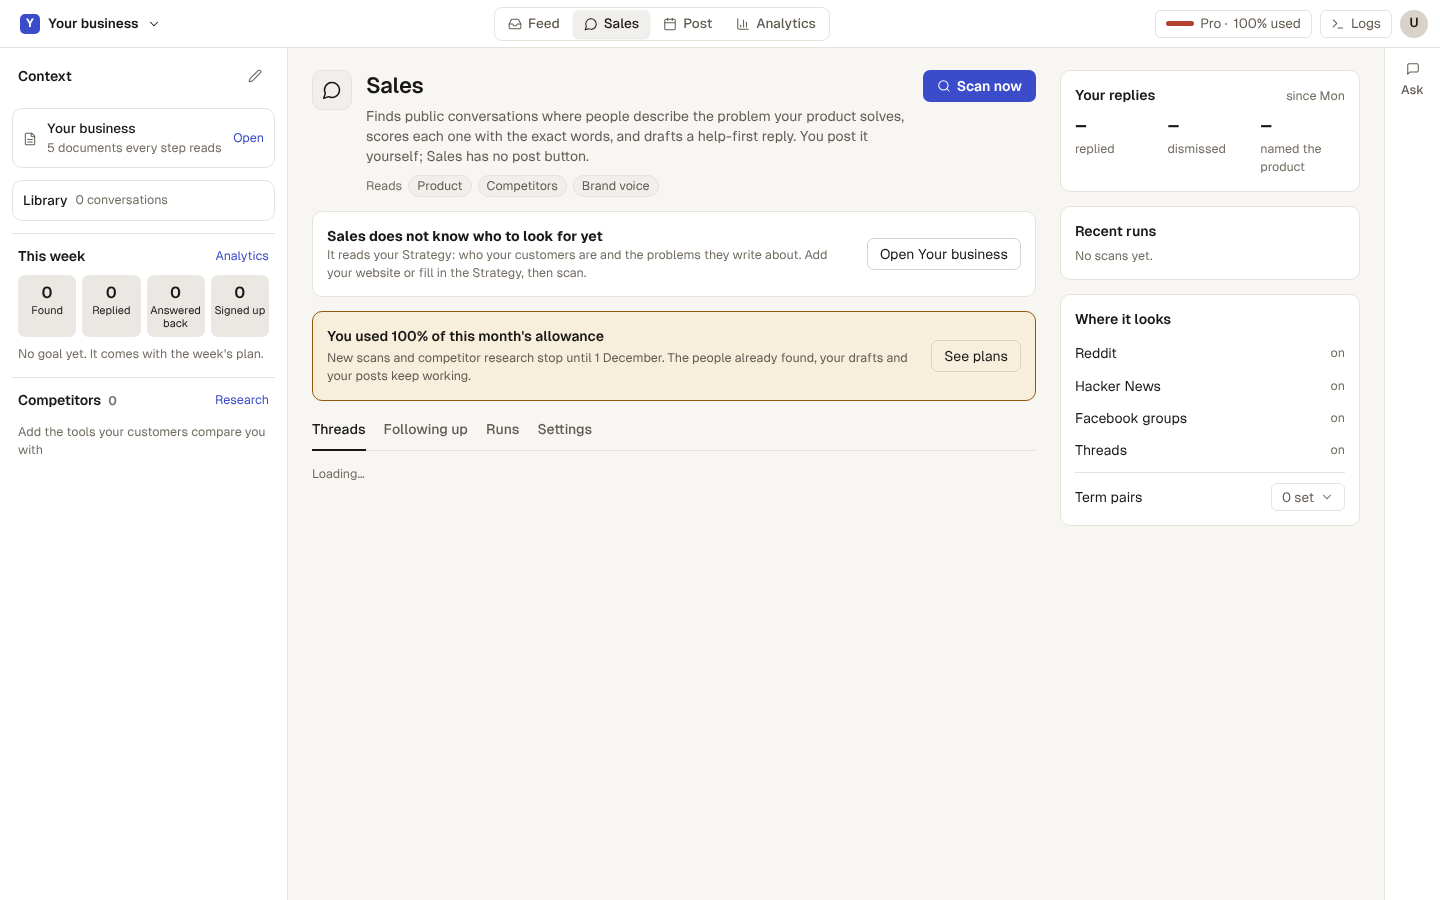 Y Your business
Feed Sales Post Analytics
Pro · 100% used
Logs
U
Context
Your business
5 documents every step reads
Open
Library 0 conversations
This week
Analytics
0
Found
0
Replied
0
Answered
back
0
Signed up
No goal yet. It comes with the week's plan.
Competitors 0
Research
Add the tools your customers compare you
with
Sales
Scan now
Finds public conversations where people describe the problem your product solves,
scores each one with the exact words, and drafts a help-first reply. You post it
yourself; Sales has no post button.
Reads Product Competitors Brand voice
Sales does not know who to look for yet
It reads your Strategy: who your customers are and the problems they write about. Add
your website or fill in the Strategy, then scan.
Open Your business
You used 100% of this month's allowance
New scans and competitor research stop until 1 December. The people already found, your drafts and
your posts keep working.
See plans
Threads Following up Runs Settings
Loading…
Your replies
since Mon
–
replied
–
dismissed
–
named the
product
Recent runs
No scans yet.
Where it looks
Reddit on
Hacker News on
Facebook groups on
Threads on
Term pairs 0 set
Ask